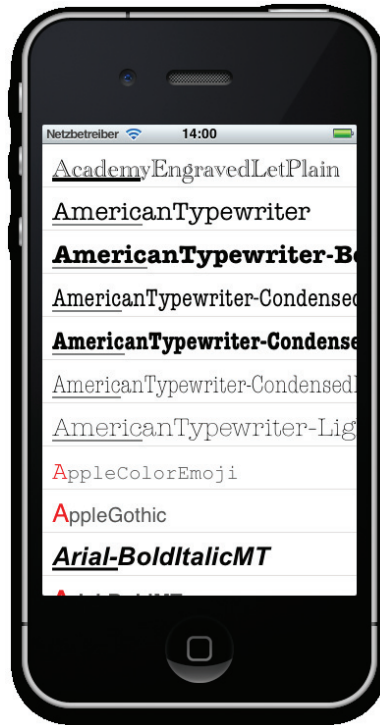 Netzbetreiber 14:00
AcademyEngravedLetPlain
AmericanTypewriter
AmericanTypewriter-Bo
AmericanTypewriter-Condensed
AmericanTypewriter-Condense
AmericanTypewriter-Condensed
AmericanTypewriter-Lig
AppleColorEmoji
AppleGothic
Arial-BoldItalicMT